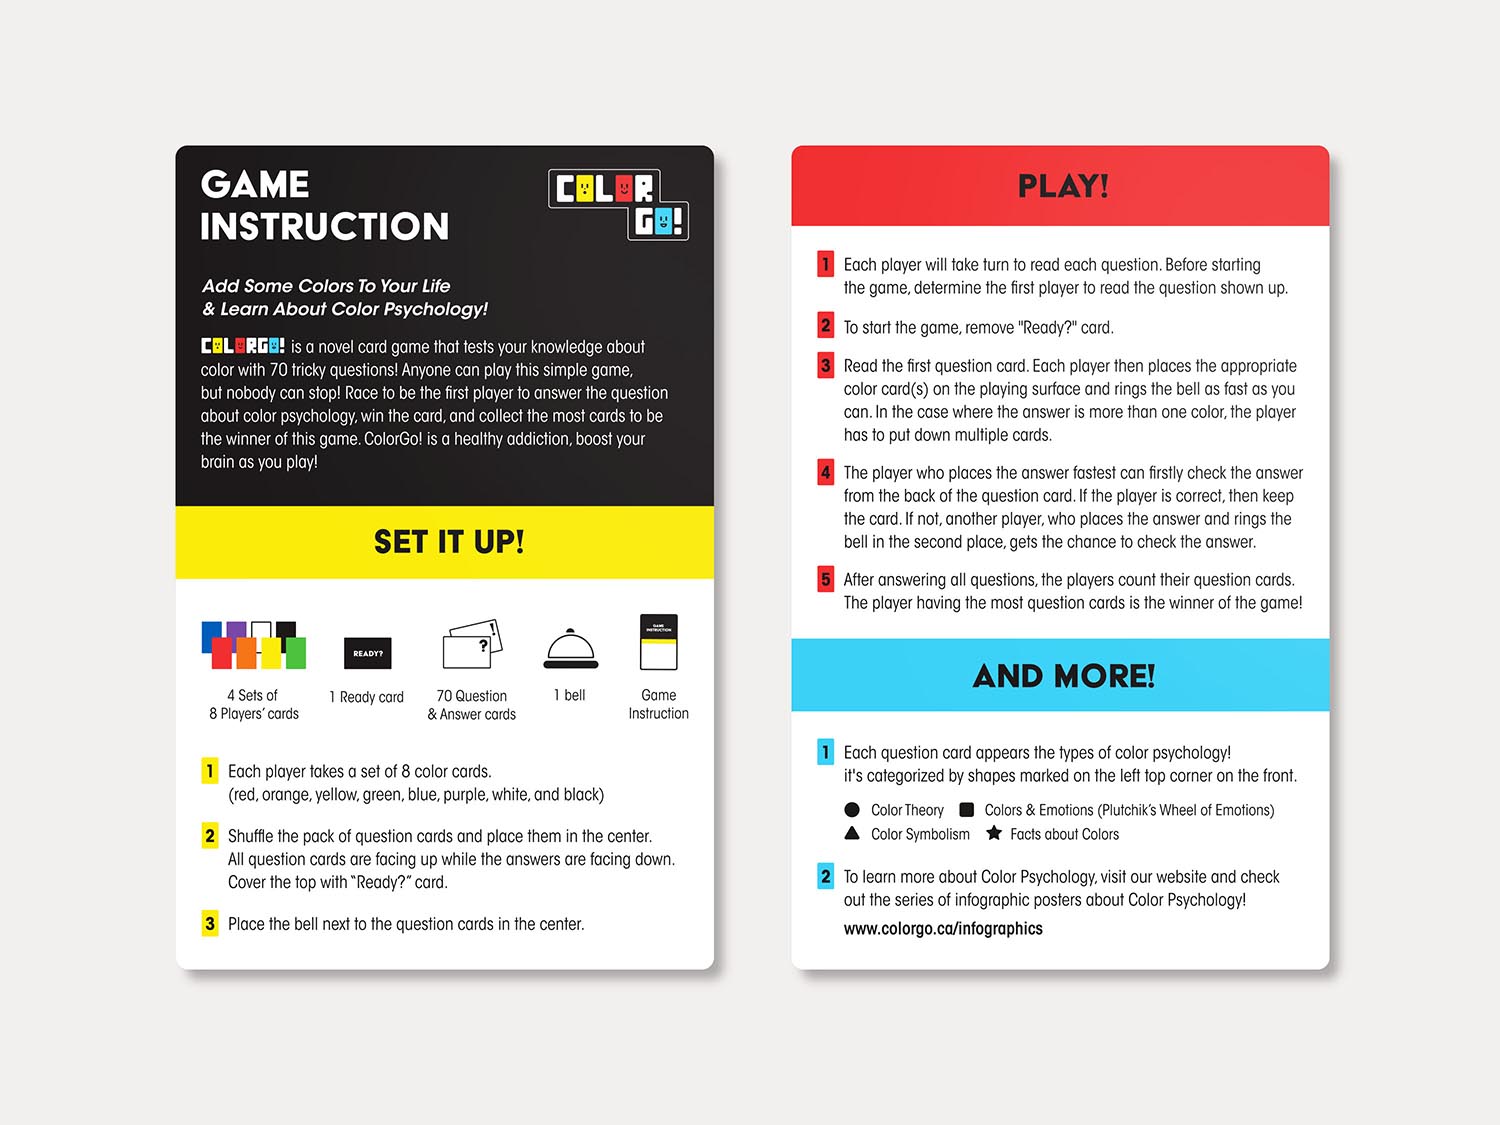 GAME
INSTRUCTION
COLOR
GO!
Add Some Colors To Your Life
& Learn About Color Psychology!
COLORGO! is a novel card game that tests your knowledge about
color with 70 tricky questions! Anyone can play this simple game,
but nobody can stop! Race to be the first player to answer the question
about color psychology, win the card, and collect the most cards to be
the winner of this game. ColorGo! is a healthy addiction, boost your
brain as you play!
SET IT UP!
READY?
?
!
GAME
INSTRUCTION
4 Sets of
8 Players' cards
1 Ready card
70 Question
& Answer cards
1 bell
Game
Instruction
1 Each player takes a set of 8 color cards.
(red, orange, yellow, green, blue, purple, white, and black)
2 Shuffle the pack of question cards and place them in the center.
All question cards are facing up while the answers are facing down.
Cover the top with “Ready?” card.
3 Place the bell next to the question cards in the center.
PLAY!
1 Each player will take turn to read each question. Before starting
the game, determine the first player to read the question shown up.
2 To start the game, remove "Ready?" card.
3 Read the first question card. Each player then places the appropriate
color card(s) on the playing surface and rings the bell as fast as you
can. In the case where the answer is more than one color, the player
has to put down multiple cards.
4 The player who places the answer fastest can firstly check the answer
from the back of the question card. If the player is correct, then keep
the card. If not, another player, who places the answer and rings the
bell in the second place, gets the chance to check the answer.
5 After answering all questions, the players count their question cards.
The player having the most question cards is the winner of the game!
AND MORE!
1 Each question card appears the types of color psychology!
it's categorized by shapes marked on the left top corner on the front.
Color Theory Colors & Emotions (Plutchik's Wheel of Emotions)
Color Symbolism Facts about Colors
2 To learn more about Color Psychology, visit our website and check
out the series of infographic posters about Color Psychology!
www.colorgo.ca/infographics